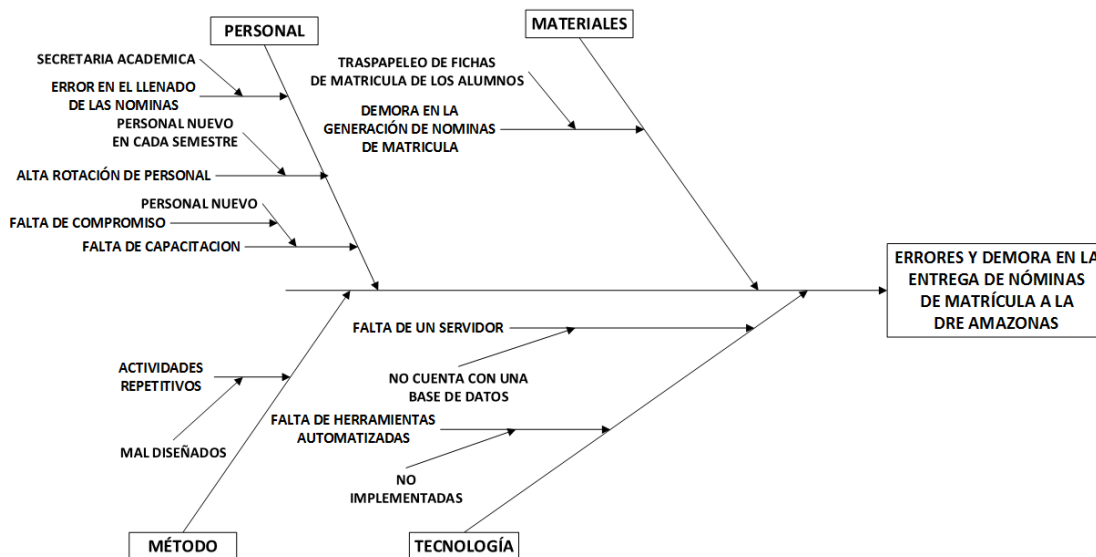 PERSONAL
MATERIALES
SECRETARIA ACADEMICA
ERROR EN EL LLENADO
DE LAS NOMINAS
PERSONAL NUEVO
EN CADA SEMESTRE
ALTA ROTACIÓN DE PERSONAL
PERSONAL NUEVO
FALTA DE COMPROMISO
FALTA DE CAPACITACION
TRASPAPELEO DE FICHAS
DE MATRICULA DE LOS ALUMNOS
DEMORA EN LA
GENERACIÓN DE NOMINAS
DE MATRICULA
ERRORES Y DEMORA EN LA
ENTREGA DE NÓMINAS
DE MATRÍCULA A LA
DRE AMAZONAS
ACTIVIDADES
REPETITIVOS
MAL DISEÑADOS
FALTA DE UN SERVIDOR
NO CUENTA CON UNA
BASE DE DATOS
FALTA DE HERRAMIENTAS
AUTOMATIZADAS
NO
IMPLEMENTADAS
MÉTODO
TECNOLOGÍA